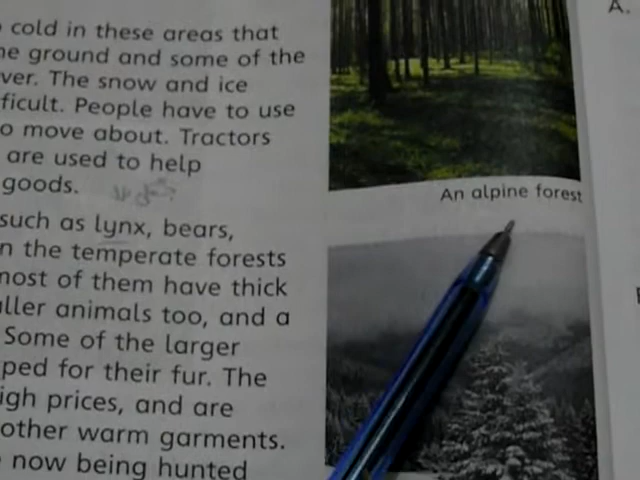 cold in these areas that
ne ground and some of the
ver. The snow and ice
ficult. People have to use
o move about. Tractors
are used to help
goods.
such as lynx, bears,
n the temperate forests
most of them have thick
aller animals too, and a
Some of the larger
ped for their fur. The
igh prices, and are
other warm garments.
now being hunted
An alpine forest
A.